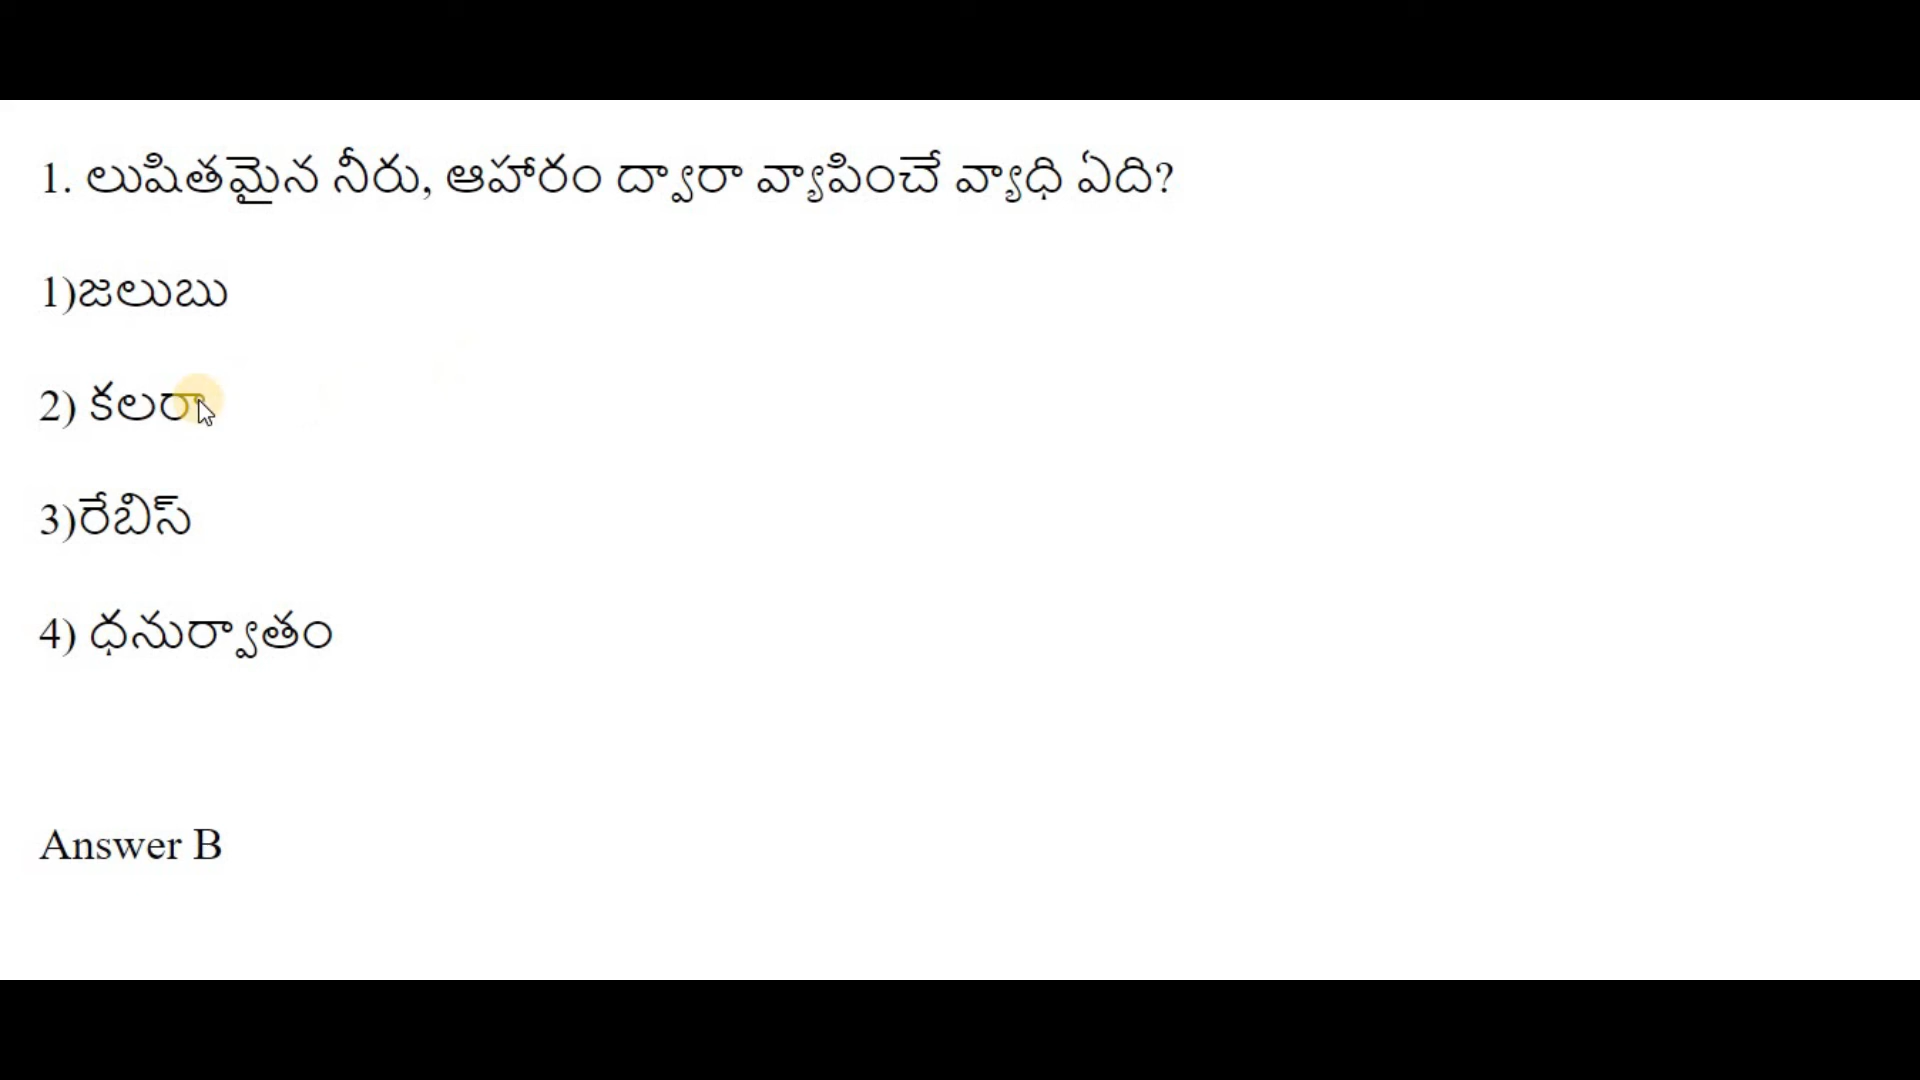 1. లుషితమైన నీరు, ఆహారం ద్వారా వ్యాపించే వ్యాధి ఏది?
1)జలుబు
2) కలరా
3)రేబిస్
4) ధనుర్వాతం
Answer B